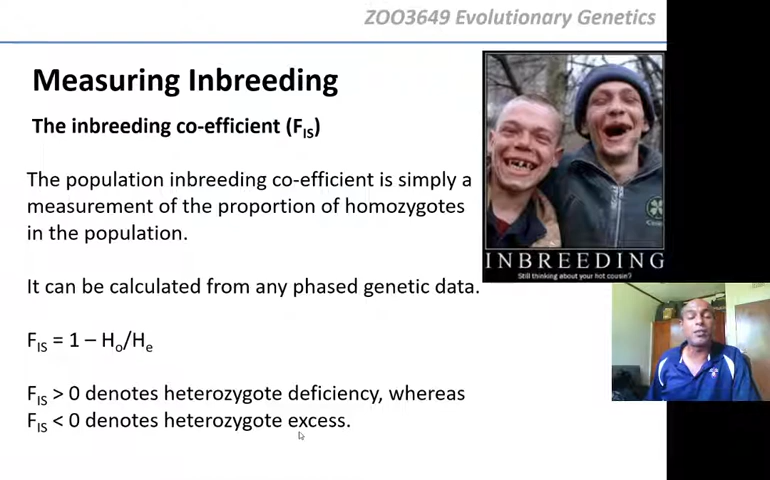 ZOO3649 Evolutionary Genetics
Measuring Inbreeding
The inbreeding co-efficient (FIS)
The population inbreeding co-efficient is simply a
measurement of the proportion of homozygotes
in the population.
It can be calculated from any phased genetic data.
FIS = 1 – Ho/He
FIS > 0 denotes heterozygote deficiency, whereas
FIS < 0 denotes heterozygote excess.
INBREEDING
Still thinking about your hot cousin?